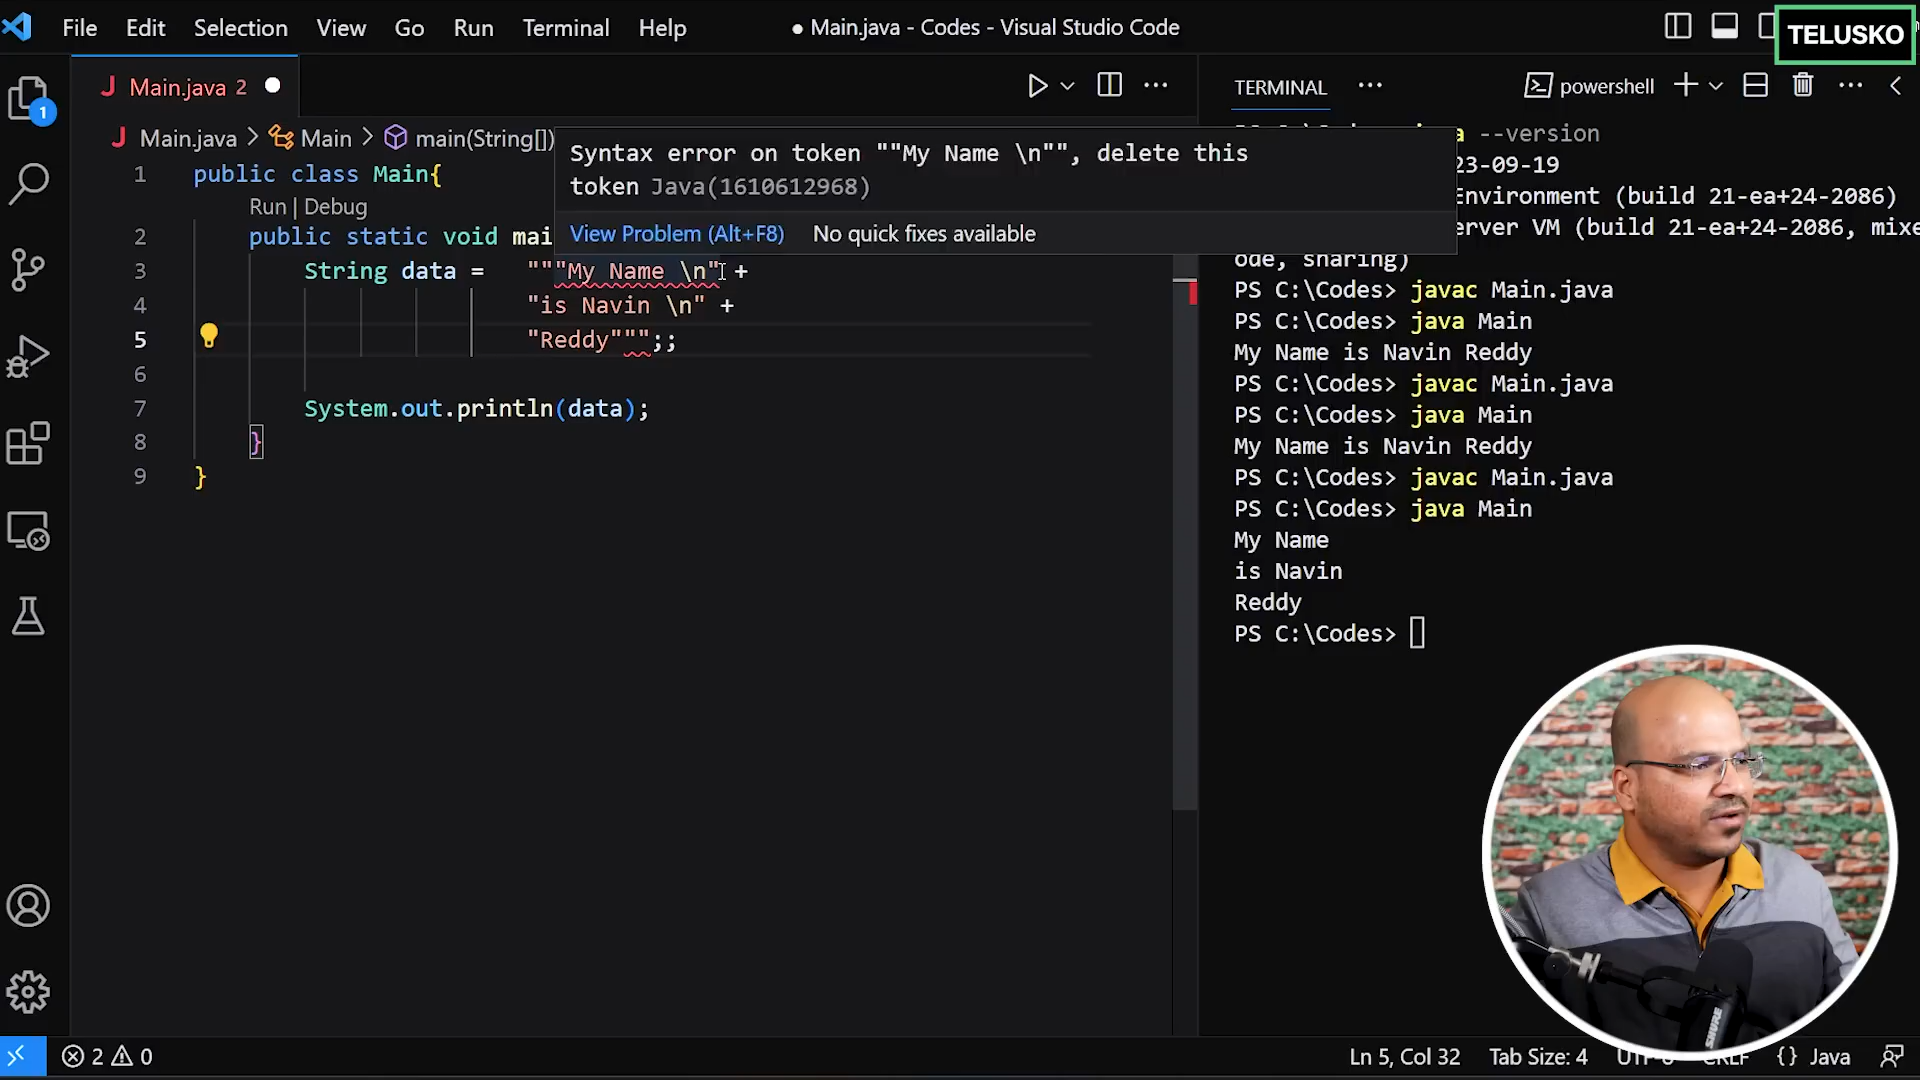 File Edit Selection View Go Run Terminal Help
● Main.java - Codes - Visual Studio Code
TELUSKO
J Main.java 2 ●
J Main.java > Main > main(String[])
Syntax error on token ""My Name \n"", delete this
token Java(1610612968)
View Problem (Alt+F8) No quick fixes available
1 public class Main{
Run | Debug
2 public static void mai
3 String data = """My Name \n" +
4 "is Navin \n" +
5 "Reddy""";;
6
7 System.out.println(data);
8 }
9 }
TERMINAL ··· powershell
--version
23-09-19
Environment (build 21-ea+24-2086)
erver VM (build 21-ea+24-2086, mixe
ode, sharing)
PS C:\Codes> javac Main.java
PS C:\Codes> java Main
My Name is Navin Reddy
PS C:\Codes> javac Main.java
PS C:\Codes> java Main
My Name is Navin Reddy
PS C:\Codes> javac Main.java
PS C:\Codes> java Main
My Name
is Navin
Reddy
PS C:\Codes>
1
SHURE
2 0
Ln 5, Col 32 Tab Size: 4 CRLF {} Java